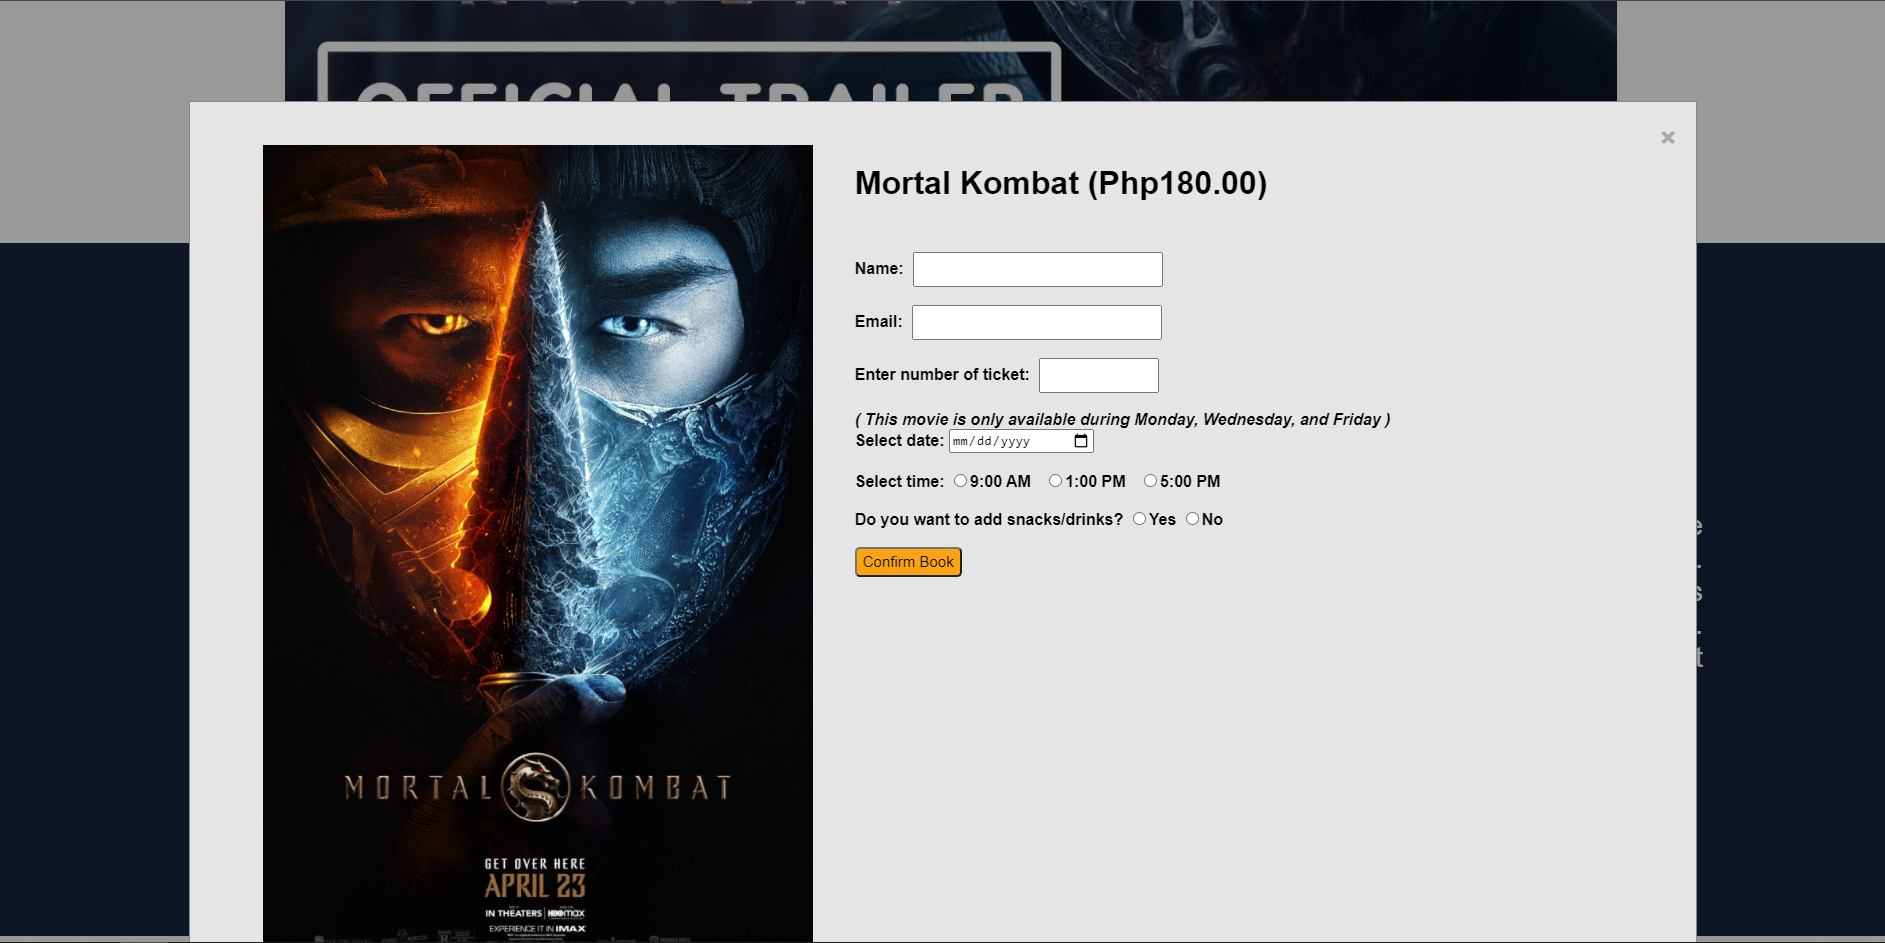 OFFICIAL TRAILER
×
Mortal Kombat (Php180.00)
Name:
Email:
Enter number of ticket:
( This movie is only available during Monday, Wednesday, and Friday )
Select date: mm/dd/yyyy
Select time: 9:00 AM 1:00 PM 5:00 PM
Do you want to add snacks/drinks? Yes No
Confirm Book
MORTAL KOMBAT
GET OVER HERE
APRIL 23
IN THEATERS HBOMAX
EXPERIENCE IT IN IMAX
e
.
s
.
t